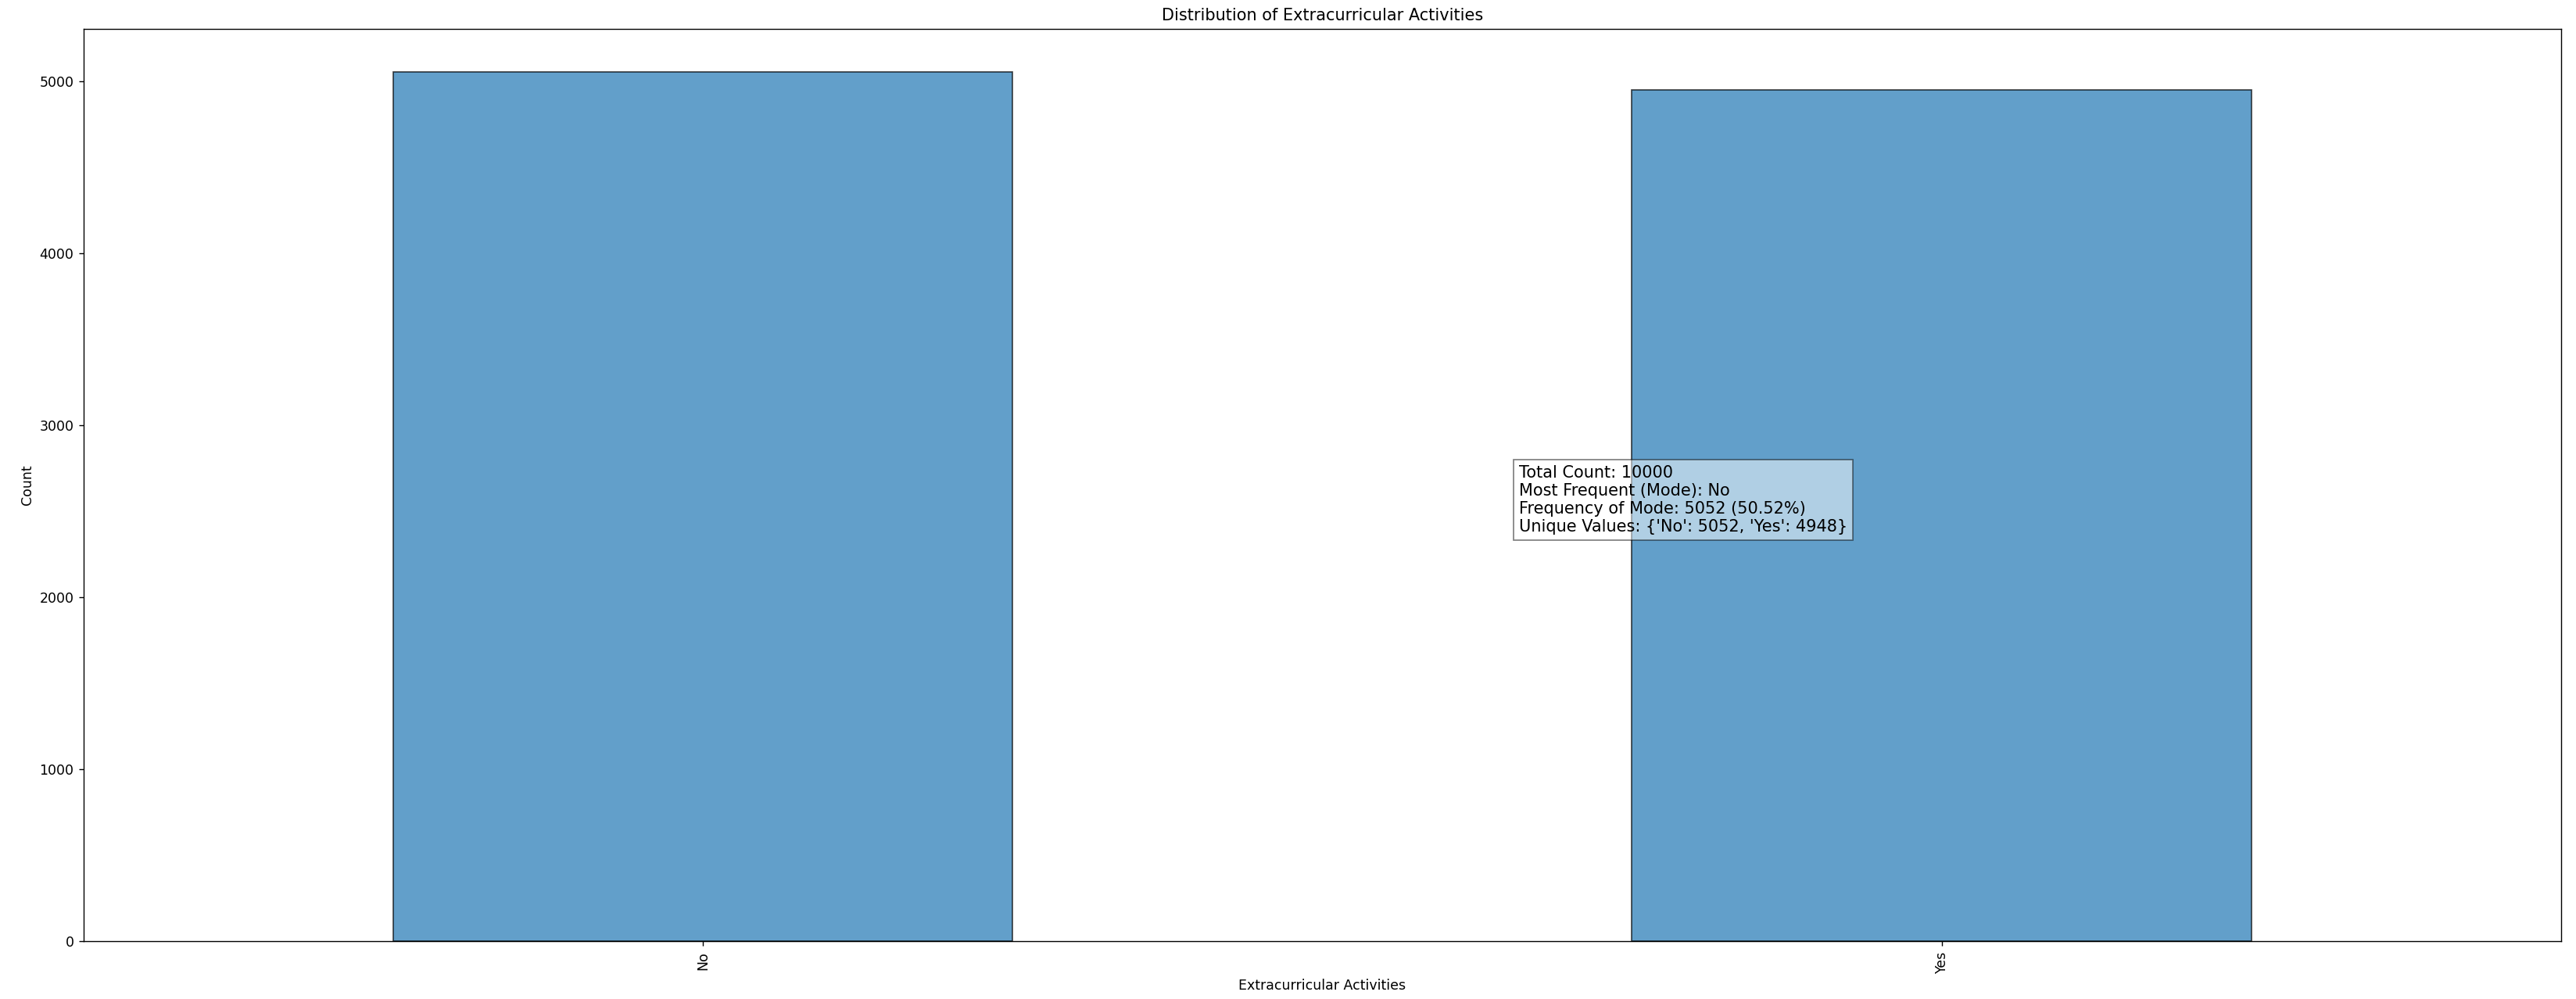 Distribution of Extracurricular Activities
5000
4000
3000
2000
1000
0
Count
Total Count: 10000
Most Frequent (Mode): No
Frequency of Mode: 5052 (50.52%)
Unique Values: {'No': 5052, 'Yes': 4948}
No
Yes
Extracurricular Activities